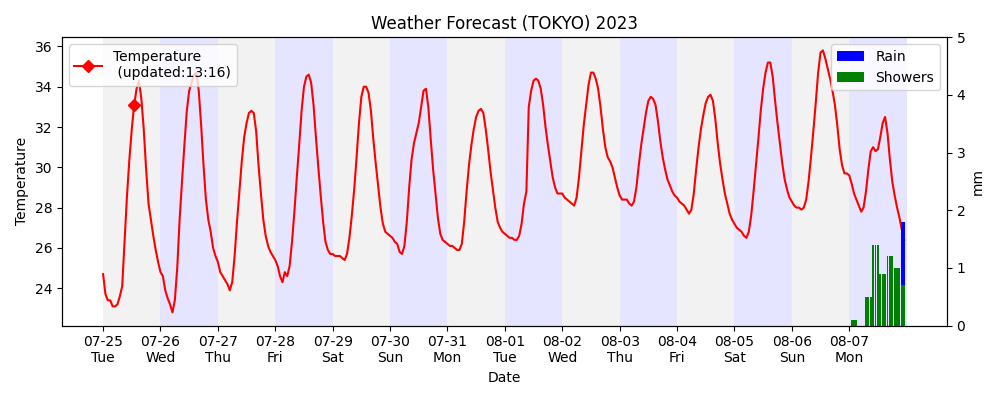 Weather Forecast (TOKYO) 2023
Temperature
(updated:13:16)
Rain
Showers
36
34
32
30
28
26
24
Temperature
5
4
3
2
1
0
mm
07-25 07-26 07-27 07-28 07-29 07-30 07-31 08-01 08-02 08-03 08-04 08-05 08-06 08-07
Tue Wed Thu Fri Sat Sun Mon Tue Wed Thu Fri Sat Sun Mon
Date